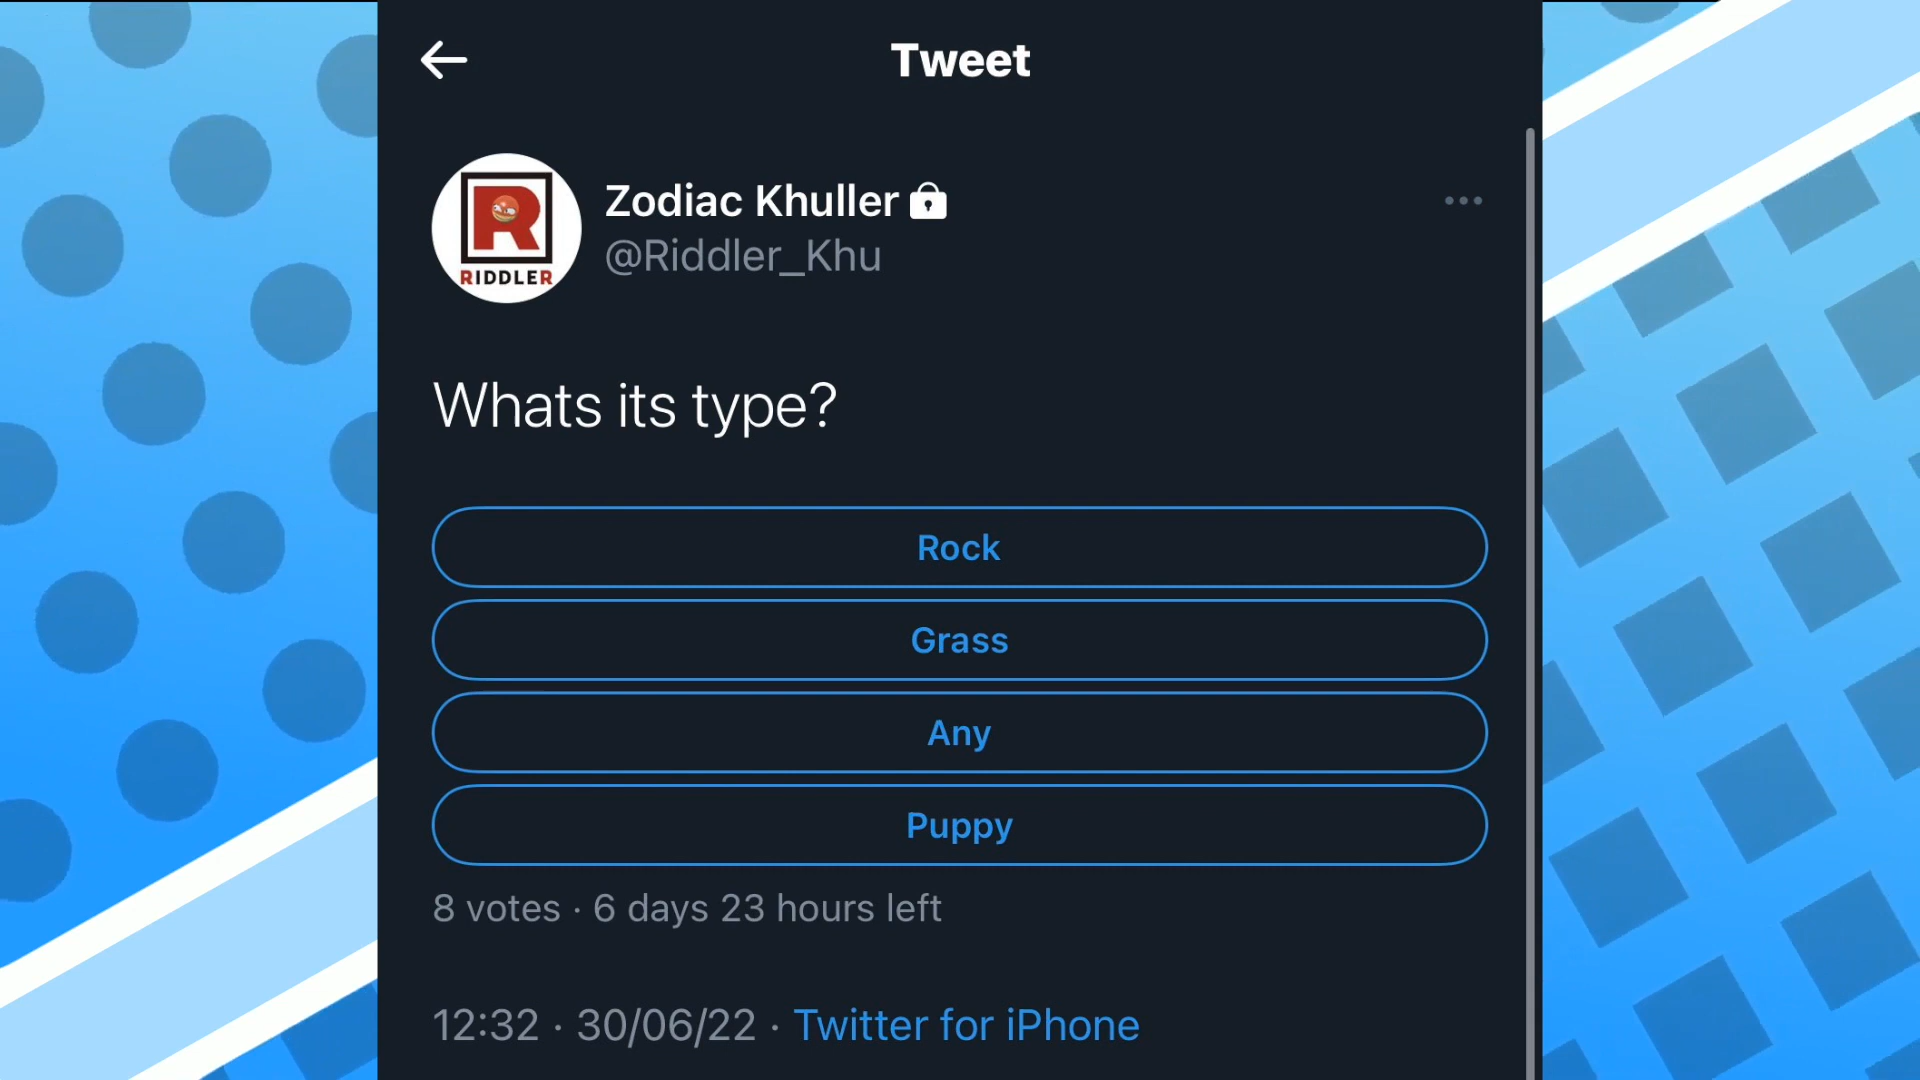 Tweet
Zodiac Khuller
@Riddler_Khu
R
RIDDLER
Whats its type?
Rock
Grass
Any
Puppy
8 votes · 6 days 23 hours left
12:32 · 30/06/22 · Twitter for iPhone